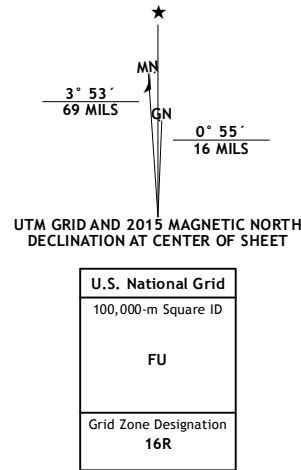 ★
MN
3° 53´
69 MILS
GN
0° 55´
16 MILS
UTM GRID AND 2015 MAGNETIC NORTH
DECLINATION AT CENTER OF SHEET
U.S. National Grid
100,000-m Square ID
FU
Grid Zone Designation
16R